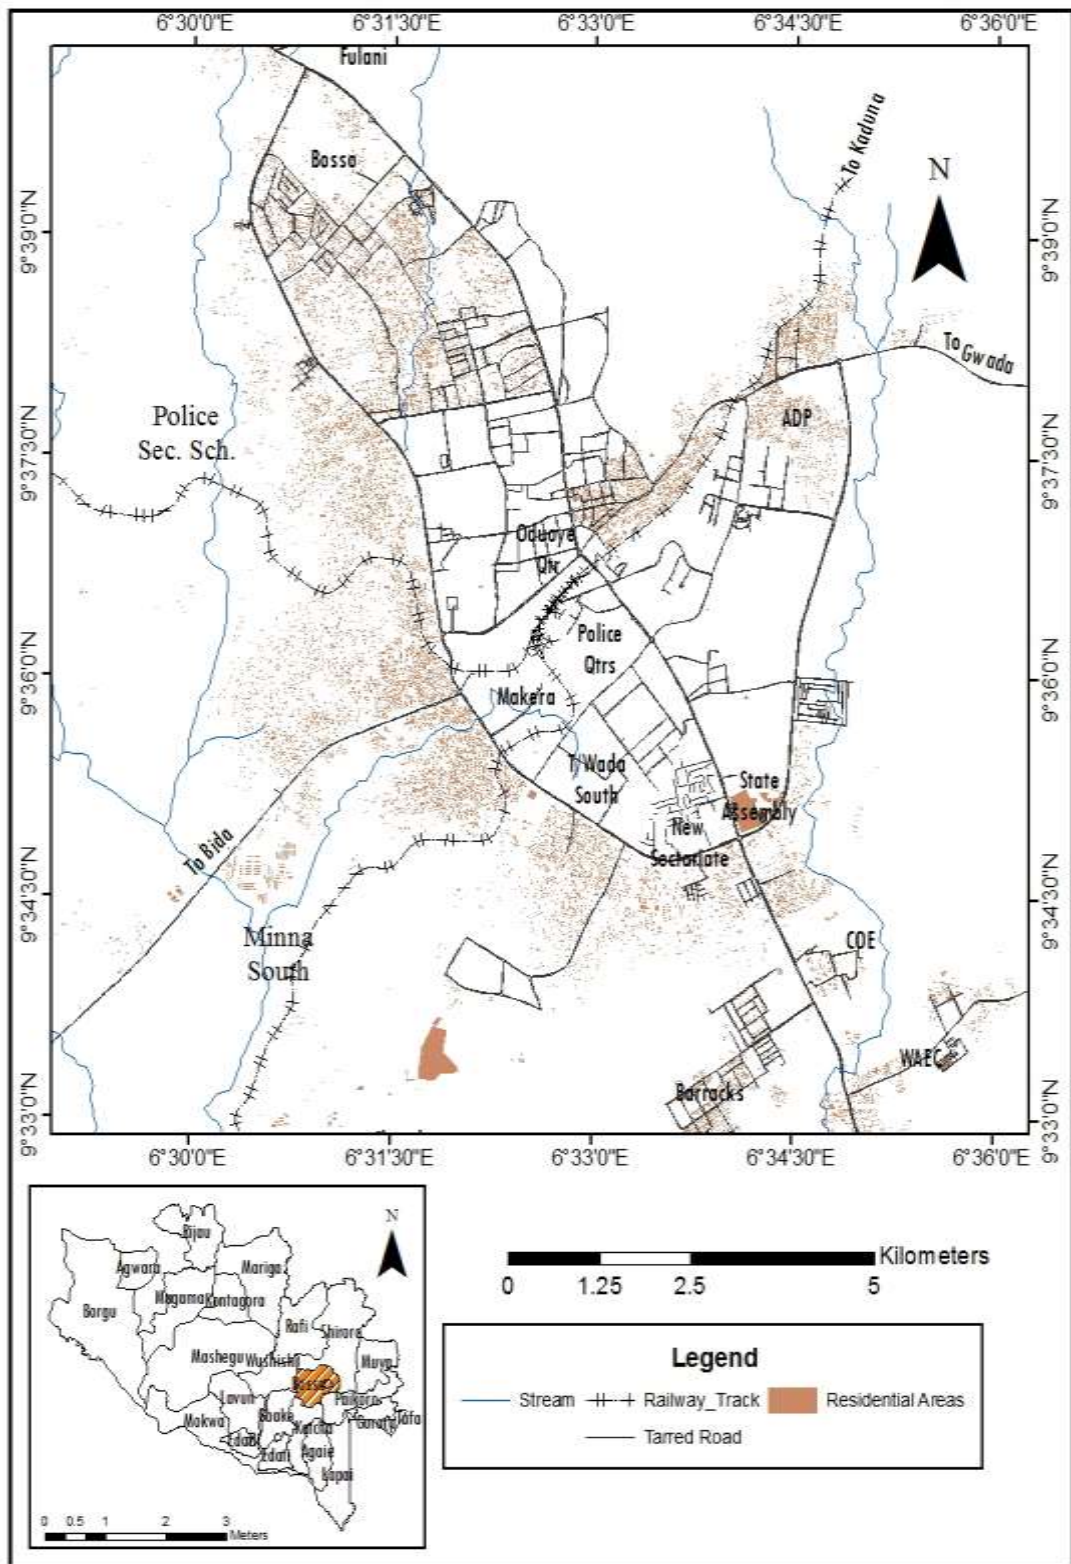 6°30'0"E 6°31'30"E 6°33'0"E 6°34'30"E 6°36'0"E
Fulani
To Kaduna
Bosso
N
9°39'0"N
9°39'0"N
To Gwada
Police
Sec. Sch.
ADP
9°37'30"N
9°37'30"N
Oduoye
Qtr
Police
Qtrs
9°36'0"N
9°36'0"N
Makera
T/Wada
South
State
Assembly
New
Sectariate
To Bida
9°34'30"N
9°34'30"N
Minna
South
COE
WAEC
Barracks
9°33'0"N
9°33'0"N
6°30'0"E 6°31'30"E 6°33'0"E 6°34'30"E 6°36'0"E
N
Rijau
Agwara
Mariga
Borgu
Magama
Kontagora
Rafi
Shiroro
Mashegu
Wushishi
Muya
Bosso
Lavun
Paikoro
Mokwa
Katcha
Gurara
Tafa
Edati
Agaie
Lapai
0 0.5 1 2 3
Meters
Kilometers
0 1.25 2.5 5
Legend
Stream Railway_Track Residential Areas
Tarred Road